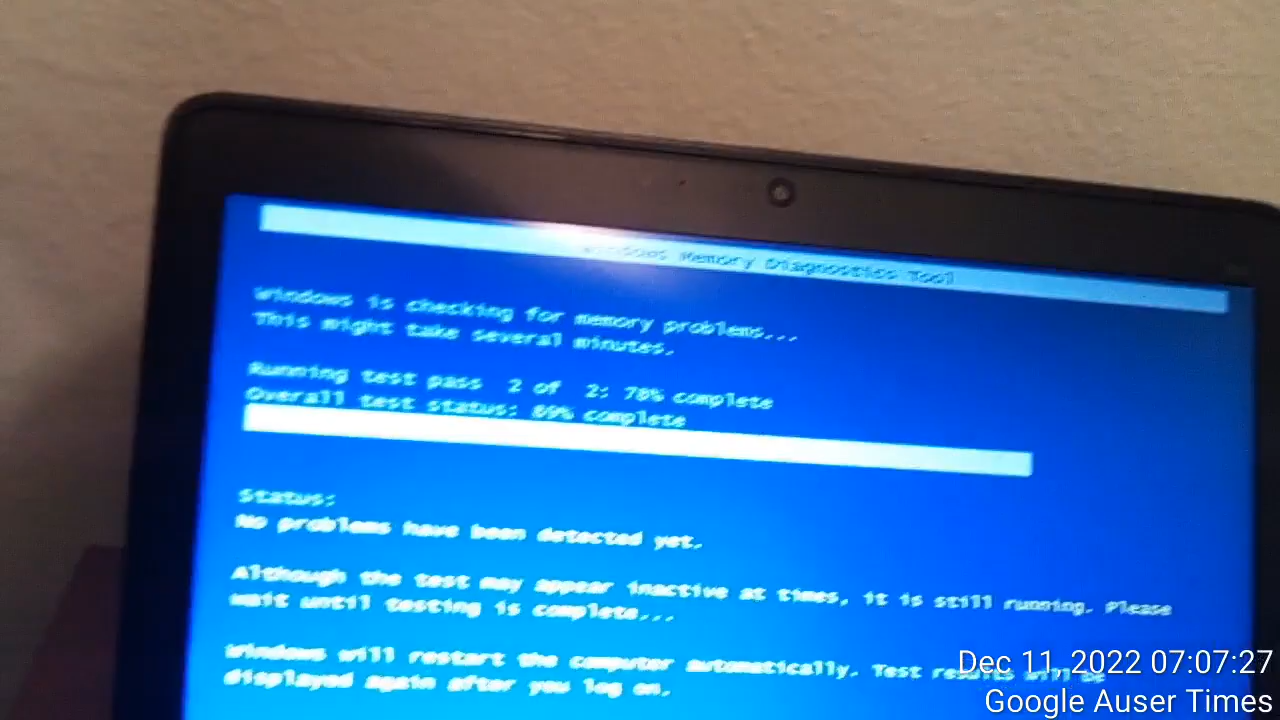 Windows Memory Diagnostics Tool
Windows is checking for memory problems...
This might take several minutes.
Running test pass  2 of  2: 78% complete
Overall test status: 89% complete
Status:
No problems have been detected yet.
Although the test may appear inactive at times, it is still running. Please
wait until testing is complete...
Windows will restart the computer automatically. Test results will be
displayed again after you log on.
Dec 11, 2022 07:07:27
Google Auser Times